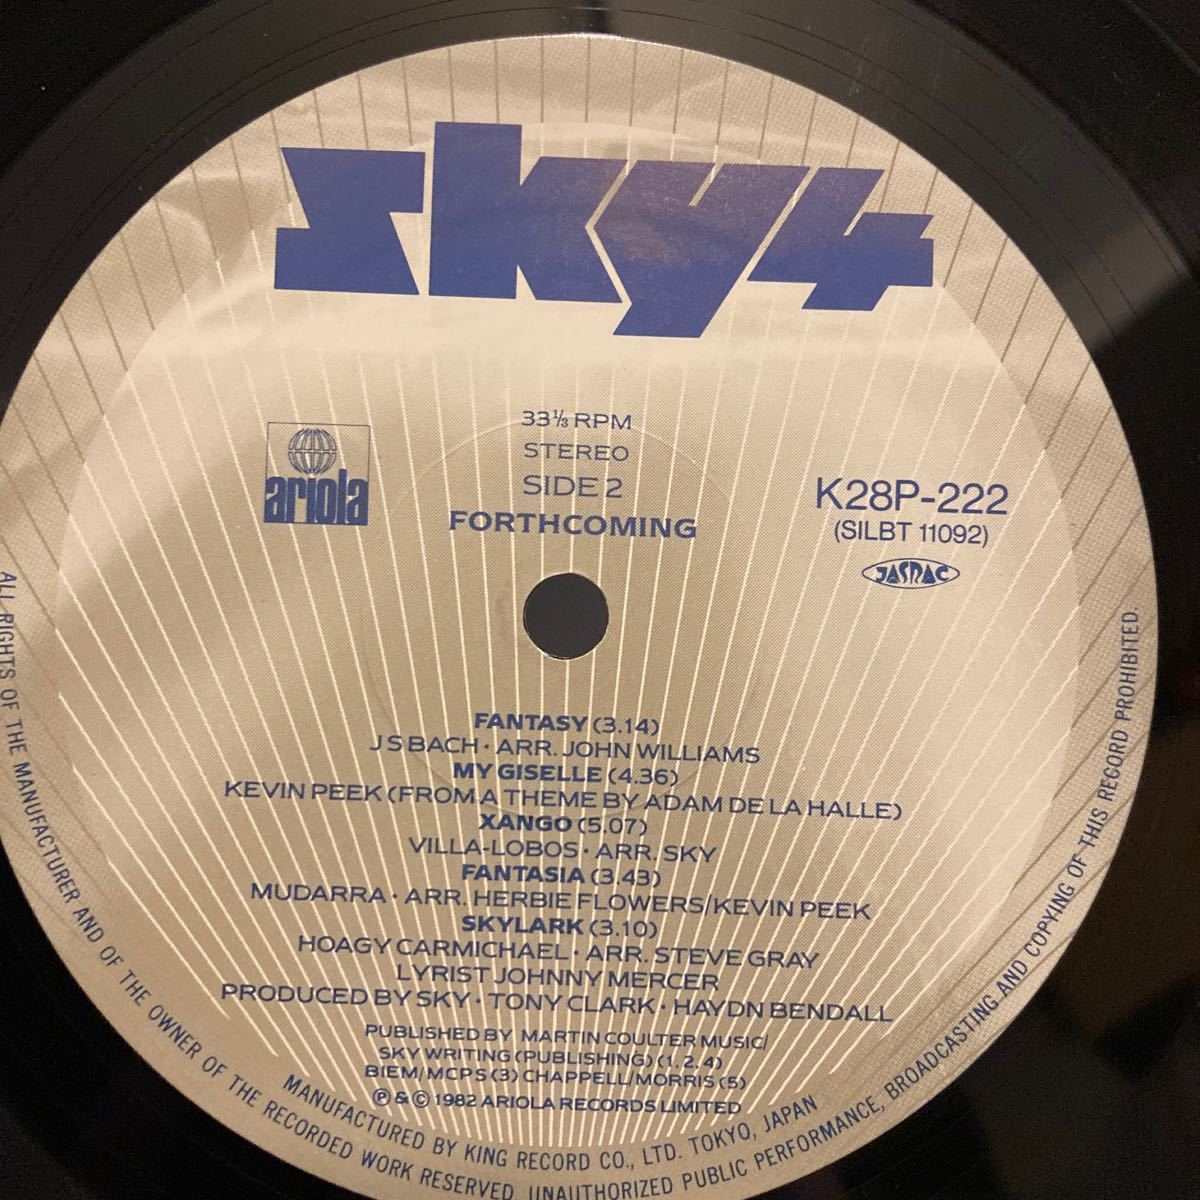 sky4
33⅓ RPM
STEREO
SIDE 2
FORTHCOMING
ariola
K28P-222
(SILBT 11092)
JASRAC
FANTASY (3.14)
J S BACH · ARR. JOHN WILLIAMS
MY GISELLE (4.36)
KEVIN PEEK (FROM A THEME BY ADAM DE LA HALLE)
XANGO (5.07)
VILLA-LOBOS · ARR. SKY
FANTASIA (3.43)
MUDARRA · ARR. HERBIE FLOWERS/KEVIN PEEK
SKYLARK (3.10)
HOAGY CARMICHAEL · ARR. STEVE GRAY
LYRIST JOHNNY MERCER
PRODUCED BY SKY · TONY CLARK · HAYDN BENDALL
PUBLISHED BY MARTIN COULTER MUSIC/
SKY WRITING (PUBLISHING) (1, 2, 4)
BIEM/MCPS (3) CHAPPELL/MORRIS (5)
℗ & © 1982 ARIOLA RECORDS LIMITED
MANUFACTURED BY KING RECORD CO., LTD. TOKYO, JAPAN
ALL RIGHTS OF THE MANUFACTURER AND OF THE OWNER OF THE RECORDED WORK RESERVED. UNAUTHORIZED PUBLIC PERFORMANCE, BROADCASTING AND COPYING OF THIS RECORD PROHIBITED.